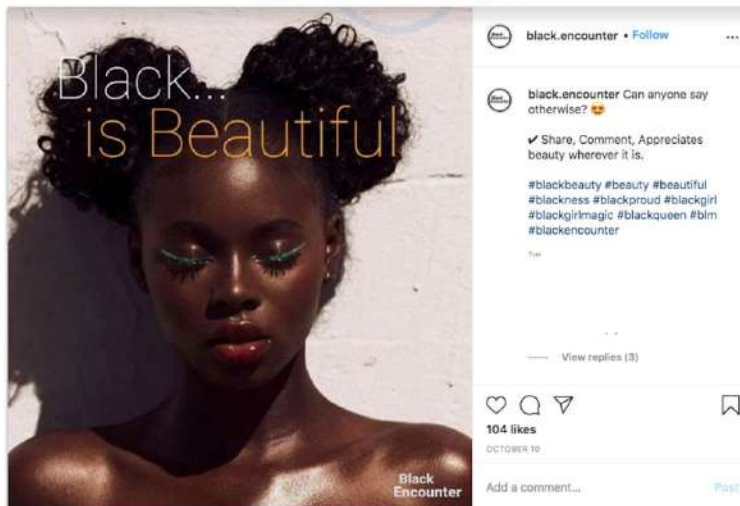 Black...
is Beautiful
Black
Encounter
black.encounter • Follow
black.encounter Can anyone say
otherwise? 😍
✔ Share, Comment, Appreciates
beauty wherever it is.
#blackbeauty #beauty #beautiful
#blackness #blackproud #blackgirl
#blackgirlmagic #blackqueen #blm
#blackencounter
View replies (3)
104 likes
OCTOBER 10
Add a comment...
Post